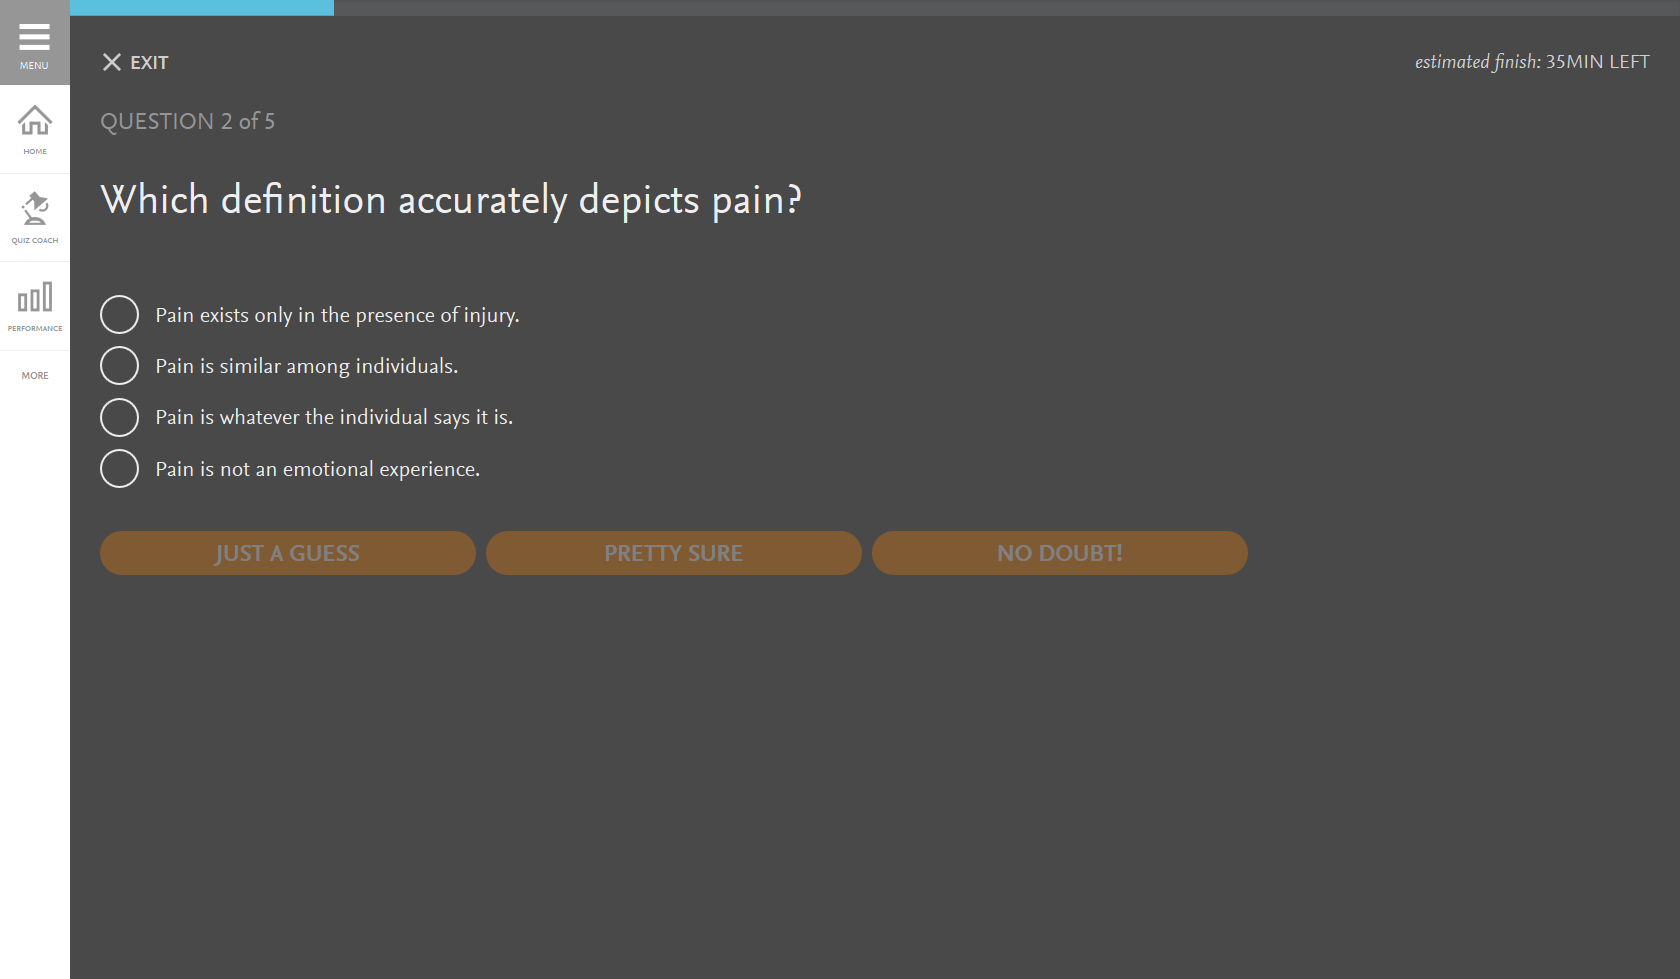 MENU
EXIT
estimated finish: 35MIN LEFT
QUESTION 2 of 5
HOME
Which definition accurately depicts pain?
QUIZ COACH
Pain exists only in the presence of injury.
PERFORMANCE
Pain is similar among individuals.
MORE
Pain is whatever the individual says it is.
Pain is not an emotional experience.
JUST A GUESS
PRETTY SURE
NO DOUBT!